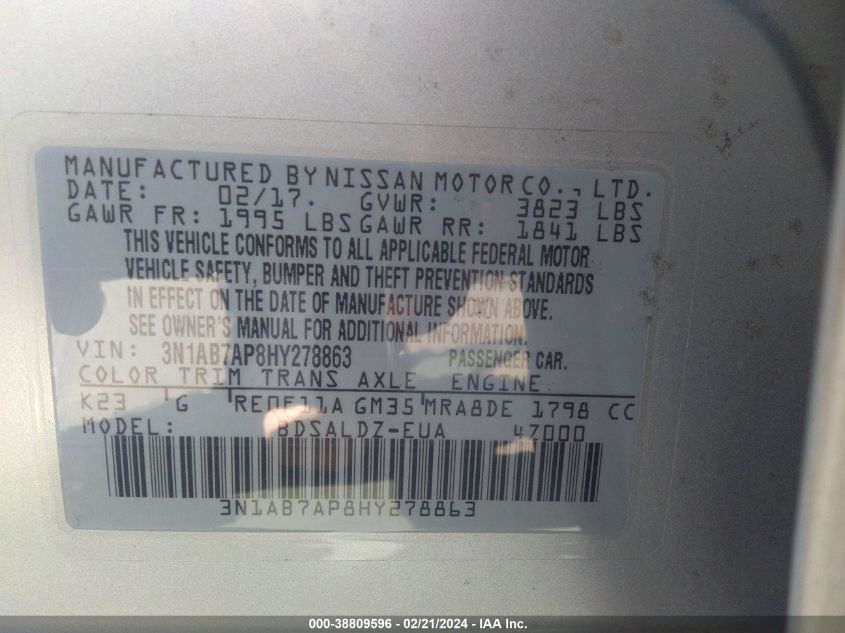 MANUFACTURED BY NISSAN MOTOR CO., LTD.
DATE: 02/17. GVWR: 3823 LBS
GAWR FR: 1995 LBS GAWR RR: 1841 LBS
THIS VEHICLE CONFORMS TO ALL APPLICABLE FEDERAL MOTOR
VEHICLE SAFETY, BUMPER AND THEFT PREVENTION STANDARDS
IN EFFECT ON THE DATE OF MANUFACTURE SHOWN ABOVE.
SEE OWNER'S MANUAL FOR ADDITIONAL INFORMATION.
VIN: 3N1AB7AP8HY278863 PASSENGER CAR.
COLOR TRIM TRANS AXLE ENGINE
K23 G RE0F11A GM35 MRA8DE 1798 CC
MODEL: BDSALDZ-EUA 47000
3N1AB7AP8HY278863
000-38809596 - 02/21/2024 - IAA Inc.